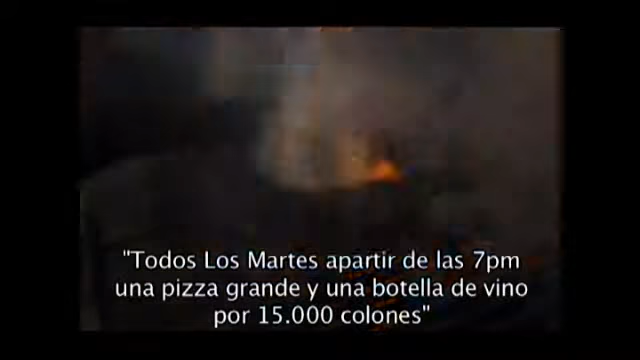 "Todos Los Martes apartir de las 7pm
una pizza grande y una botella de vino
por 15.000 colones"